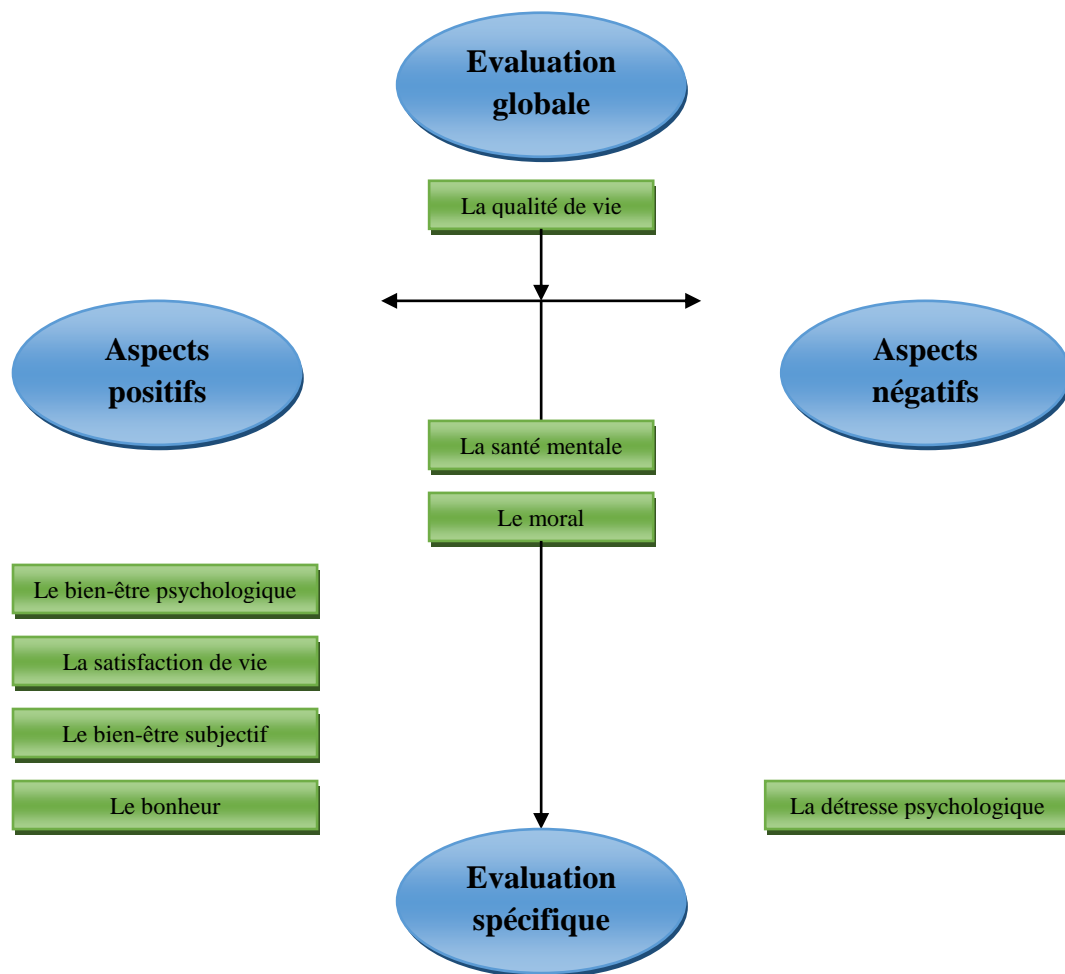 Evaluation
globale
La qualité de vie
Aspects
positifs
Aspects
négatifs
La santé mentale
Le moral
Le bien-être psychologique
La satisfaction de vie
Le bien-être subjectif
Le bonheur
La détresse psychologique
Evaluation
spécifique